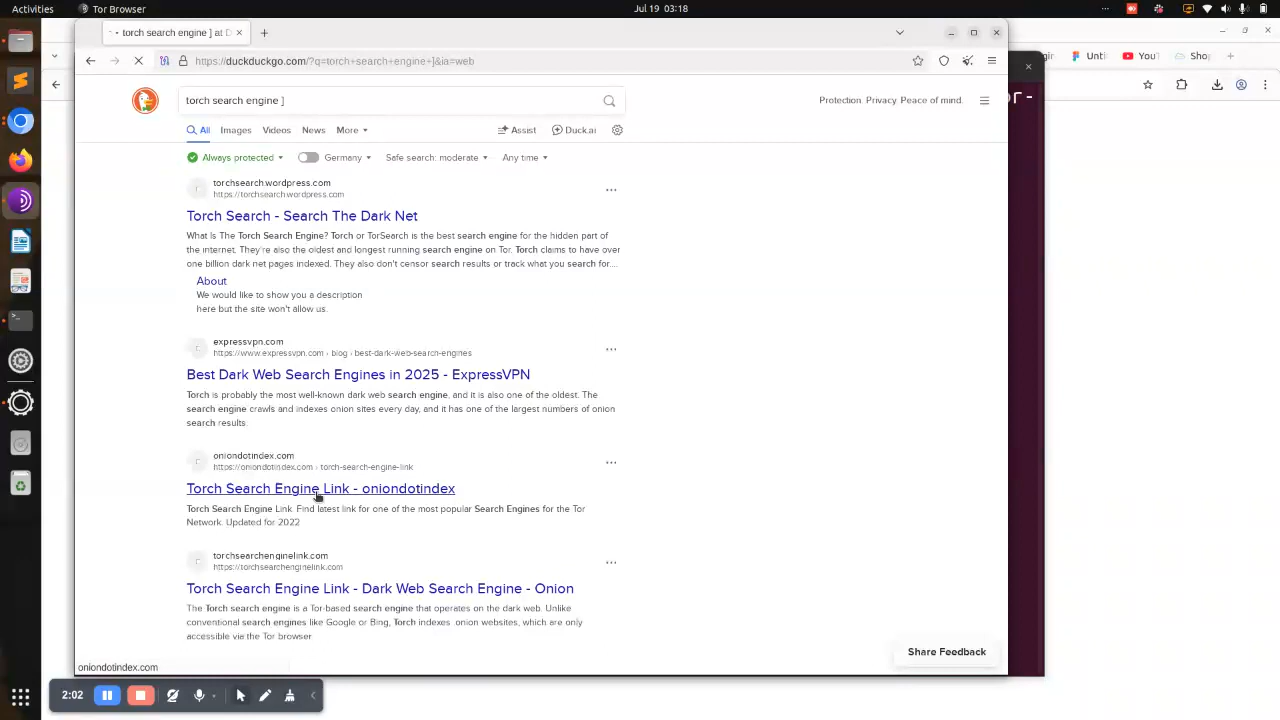 Activities
Tor Browser
Jul 19 03:18
torch search engine ] at D
Unti
YouT
Shop
https://duckduckgo.com/?q=torch+search+engine+]&ia=web
or-
torch search engine ]
Protection. Privacy. Peace of mind.
All
Images
Videos
News
More
Assist
Duck.ai
Always protected
Germany
Safe search: moderate
Any time
torchsearch.wordpress.com
https://torchsearch.wordpress.com
Torch Search - Search The Dark Net
What Is The Torch Search Engine? Torch or TorSearch is the best search engine for the hidden part of
the internet. They're also the oldest and longest running search engine on Tor. Torch claims to have over
one billion dark net pages indexed. They also don't censor search results or track what you search for....
About
We would like to show you a description
here but the site won't allow us.
expressvpn.com
https://www.expressvpn.com › blog › best-dark-web-search-engines
Best Dark Web Search Engines in 2025 - ExpressVPN
Torch is probably the most well-known dark web search engine, and it is also one of the oldest. The
search engine crawls and indexes onion sites every day, and it has one of the largest numbers of onion
search results.
oniondotindex.com
https://oniondotindex.com › torch-search-engine-link
Torch Search Engine Link - oniondotindex
Torch Search Engine Link. Find latest link for one of the most popular Search Engines for the Tor
Network. Updated for 2022
torchsearchenginelink.com
https://torchsearchenginelink.com
Torch Search Engine Link - Dark Web Search Engine - Onion
The Torch search engine is a Tor-based search engine that operates on the dark web. Unlike
conventional search engines like Google or Bing, Torch indexes .onion websites, which are only
accessible via the Tor browser
Share Feedback
oniondotindex.com
2:02